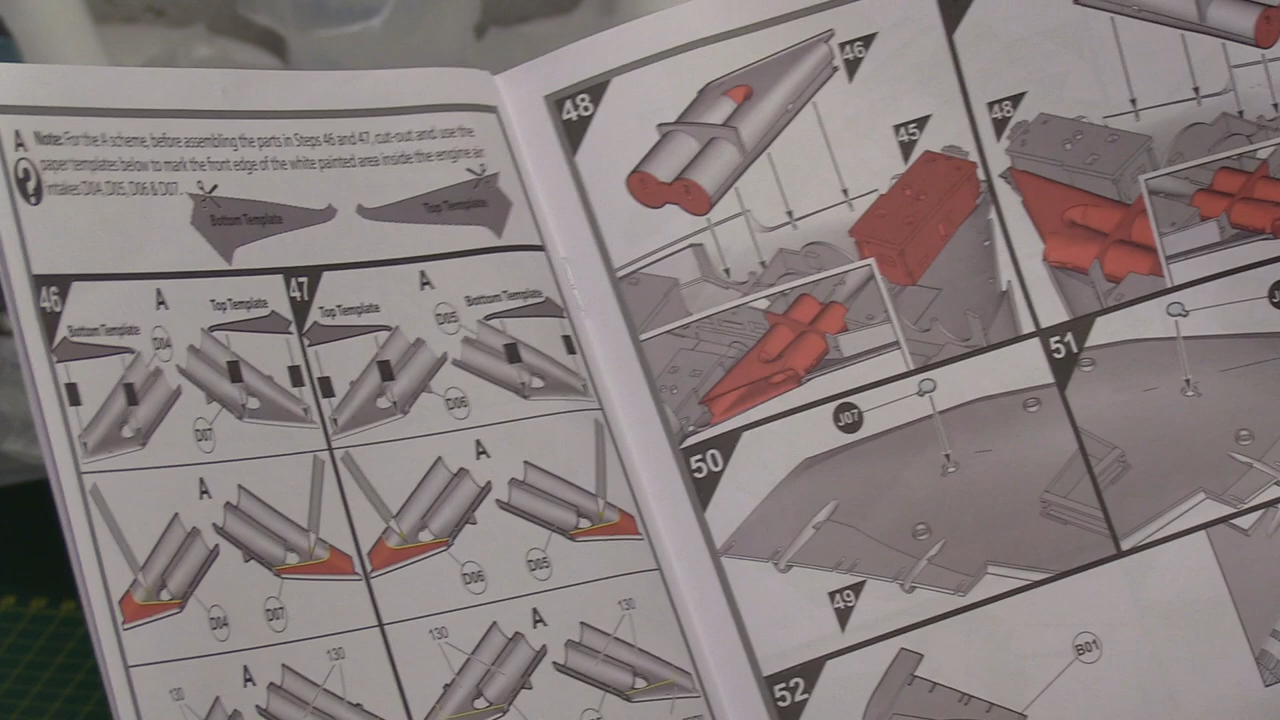 A Note: For the A scheme, before assembling the parts in Steps 46 and 47, cut-out and use the
? paper templates below to mark the front edge of the white painted area inside the engine air
intakes D04, D05, D06 & D07.
Bottom Template
Top Template
46
A
Bottom Template
Top Template
D04
D07
47
A
Top Template
Bottom Template
D05
D06
A
D04
D07
A
D06
D05
A
130
130
A
130
130
48
46
45
48
50
J07
49
51
52
B01